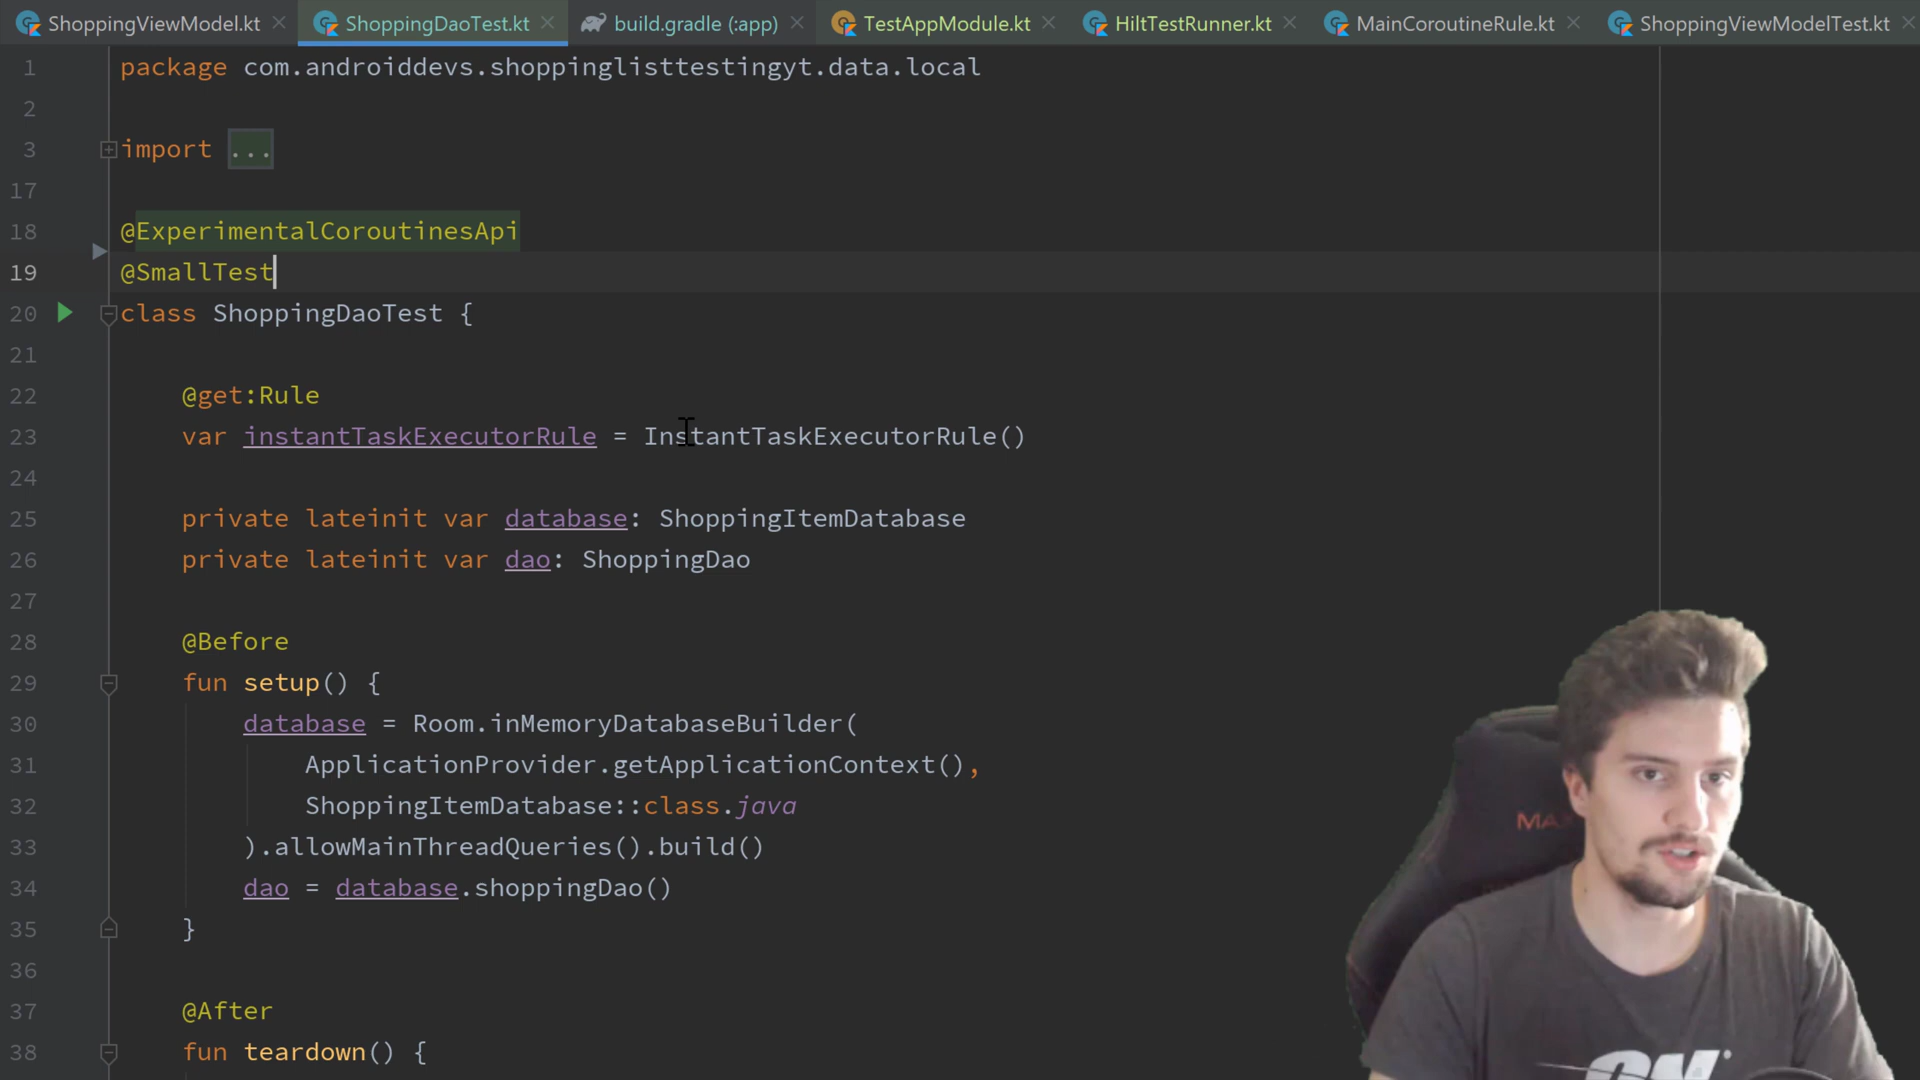 ShoppingViewModel.kt ShoppingDaoTest.kt build.gradle (:app) TestAppModule.kt HiltTestRunner.kt MainCoroutineRule.kt ShoppingViewModelTest.kt
1 package com.androiddevs.shoppinglisttestingyt.data.local
2
3 import ...
17
18 @ExperimentalCoroutinesApi
19 @SmallTest
20 class ShoppingDaoTest {
21
22 @get:Rule
23 var instantTaskExecutorRule = InstantTaskExecutorRule()
24
25 private lateinit var database: ShoppingItemDatabase
26 private lateinit var dao: ShoppingDao
27
28 @Before
29 fun setup() {
30 database = Room.inMemoryDatabaseBuilder(
31 ApplicationProvider.getApplicationContext(),
32 ShoppingItemDatabase::class.java
33 ).allowMainThreadQueries().build()
34 dao = database.shoppingDao()
35 }
36
37 @After
38 fun teardown() {